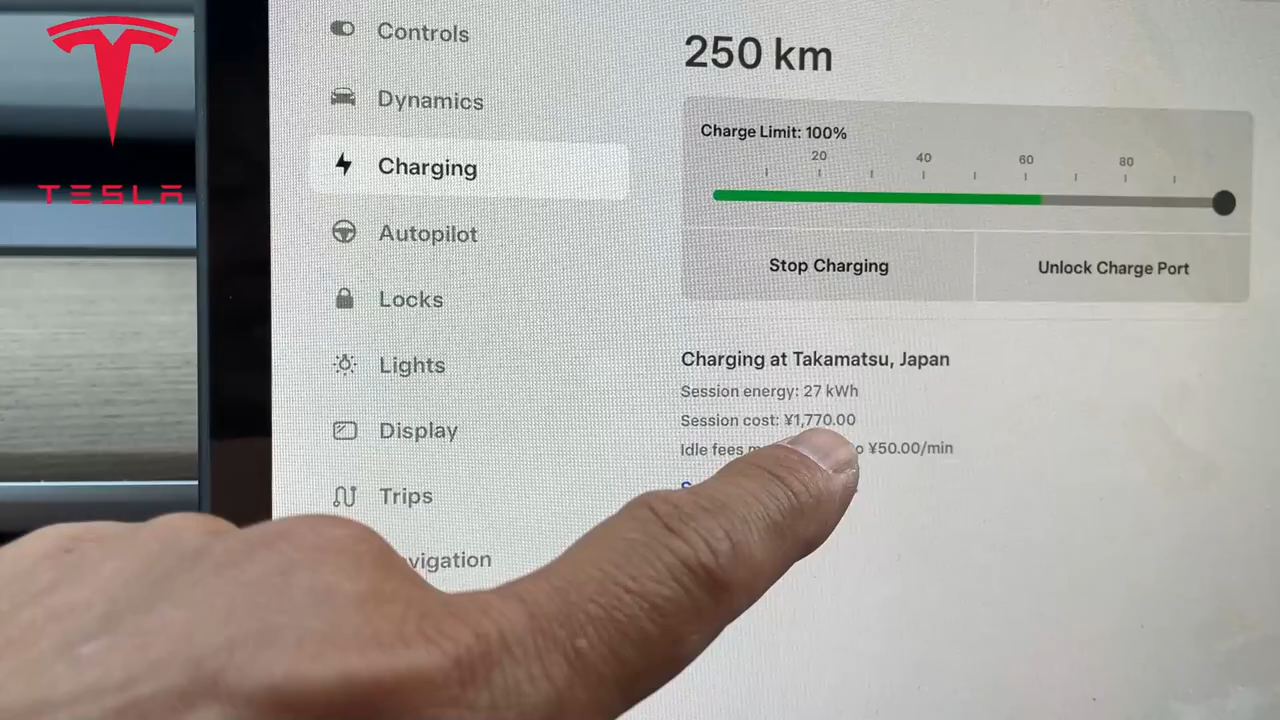 TESLA
Controls
Dynamics
Charging
Autopilot
Locks
Lights
Display
Trips
vigation
250 km
Charge Limit: 100%
20 40 60 80
Stop Charging
Unlock Charge Port
Charging at Takamatsu, Japan
Session energy: 27 kWh
Session cost: ¥1,770.00
Idle fees ¥50.00/min